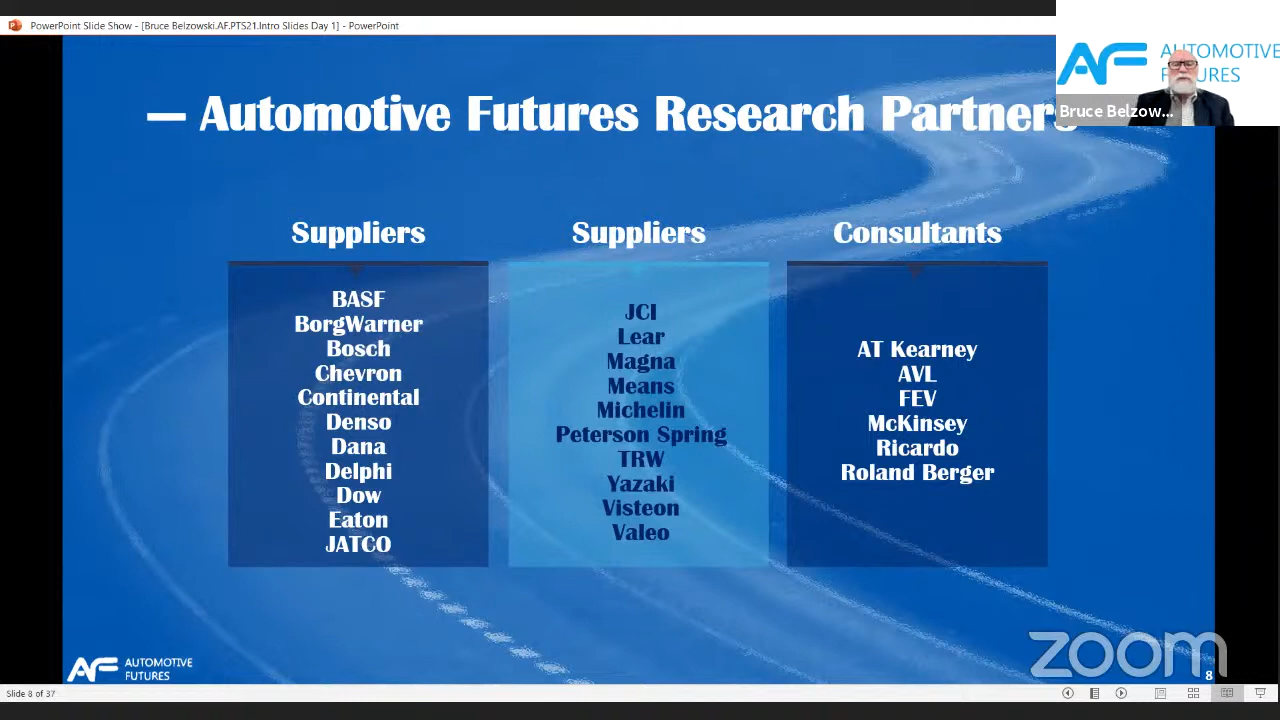 PowerPoint Slide Show - [Bruce Belzowski.AF.PTS21.Intro Slides Day 1] - PowerPoint
AF AUTOMOTIVE
Bruce Belzow...
— Automotive Futures Research Partners
Suppliers
BASF
BorgWarner
Bosch
Chevron
Continental
Denso
Dana
Delphi
Dow
Eaton
JATCO
Suppliers
JCI
Lear
Magna
Means
Michelin
Peterson Spring
TRW
Yazaki
Visteon
Valeo
Consultants
AT Kearney
AVL
FEV
McKinsey
Ricardo
Roland Berger
AF AUTOMOTIVE
FUTURES
zoom
8
Slide 8 of 37